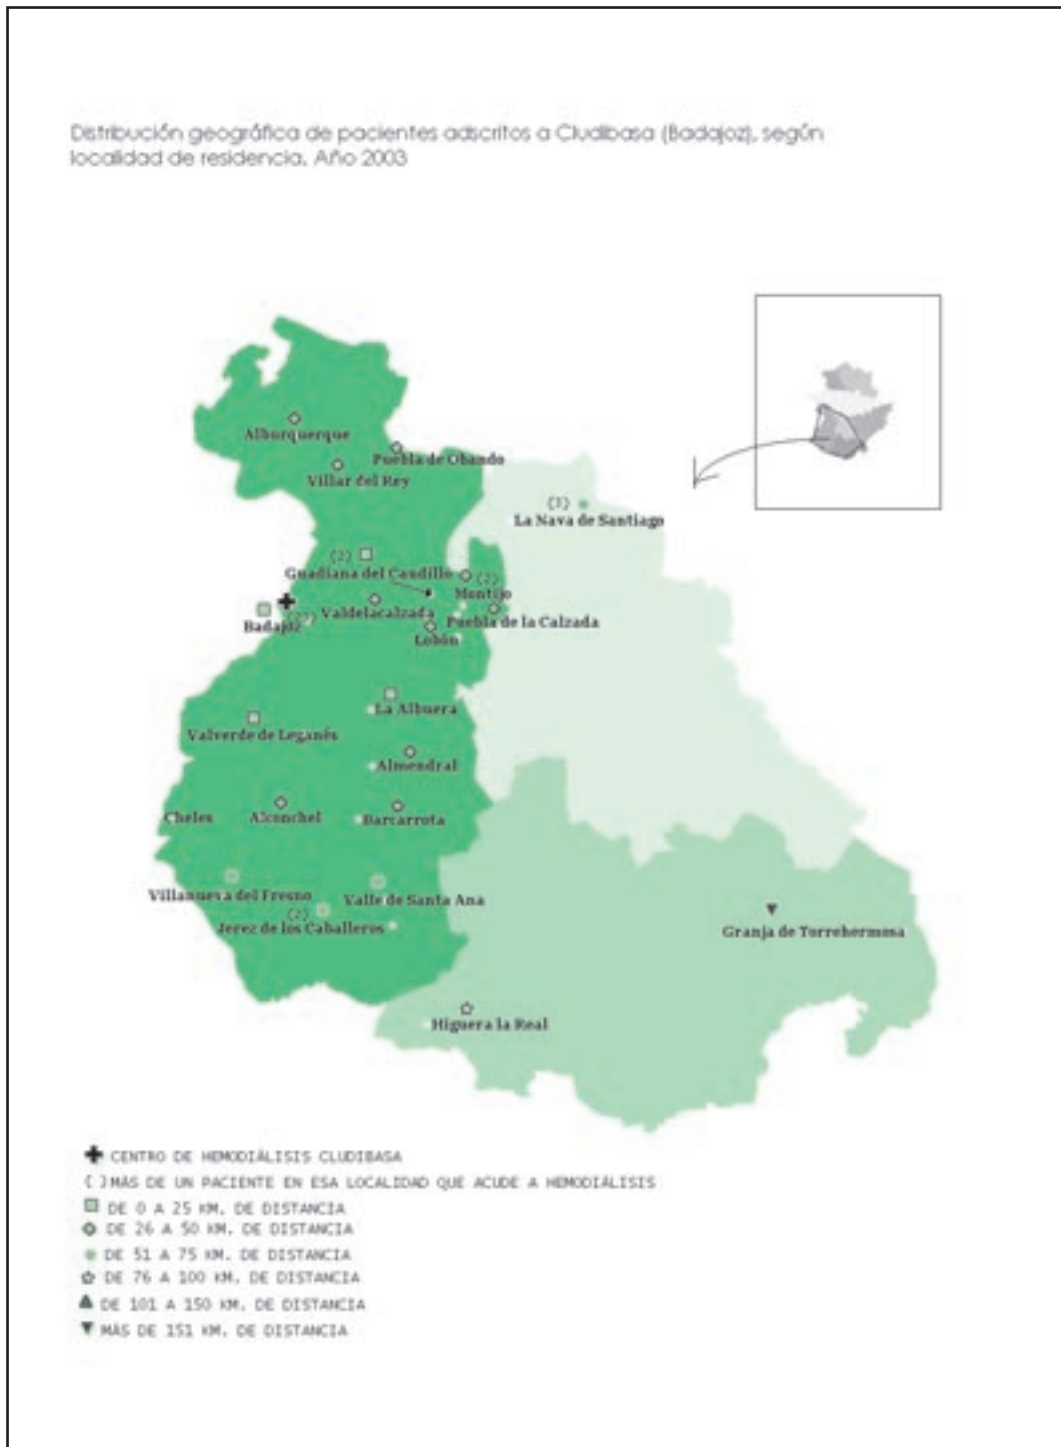 Distribución geográfica de pacientes adscritos a Cludibasa (Badajoz), según
localidad de residencia. Año 2003
Alburquerque
Puebla de Obando
Villar del Rey
(3)
La Nava de Santiago
(2)
Guadiana del Caudillo
(2)
Montijo
Valdelacalzada
Puebla de la Calzada
Badajoz
Lobón
La Albuera
Valverde de Leganés
Almendral
Cheles
Alconchel
Barcarrota
Villanueva del Fresno
Valle de Santa Ana
(2)
Jerez de los Caballeros
Granja de Torrehermosa
Higuera la Real
CENTRO DE HEMODIÁLISIS CLUDIBASA
( ) MÁS DE UN PACIENTE EN ESA LOCALIDAD QUE ACUDE A HEMODIÁLISIS
DE 0 A 25 KM. DE DISTANCIA
DE 26 A 50 KM. DE DISTANCIA
DE 51 A 75 KM. DE DISTANCIA
DE 76 A 100 KM. DE DISTANCIA
DE 101 A 150 KM. DE DISTANCIA
MÁS DE 151 KM. DE DISTANCIA